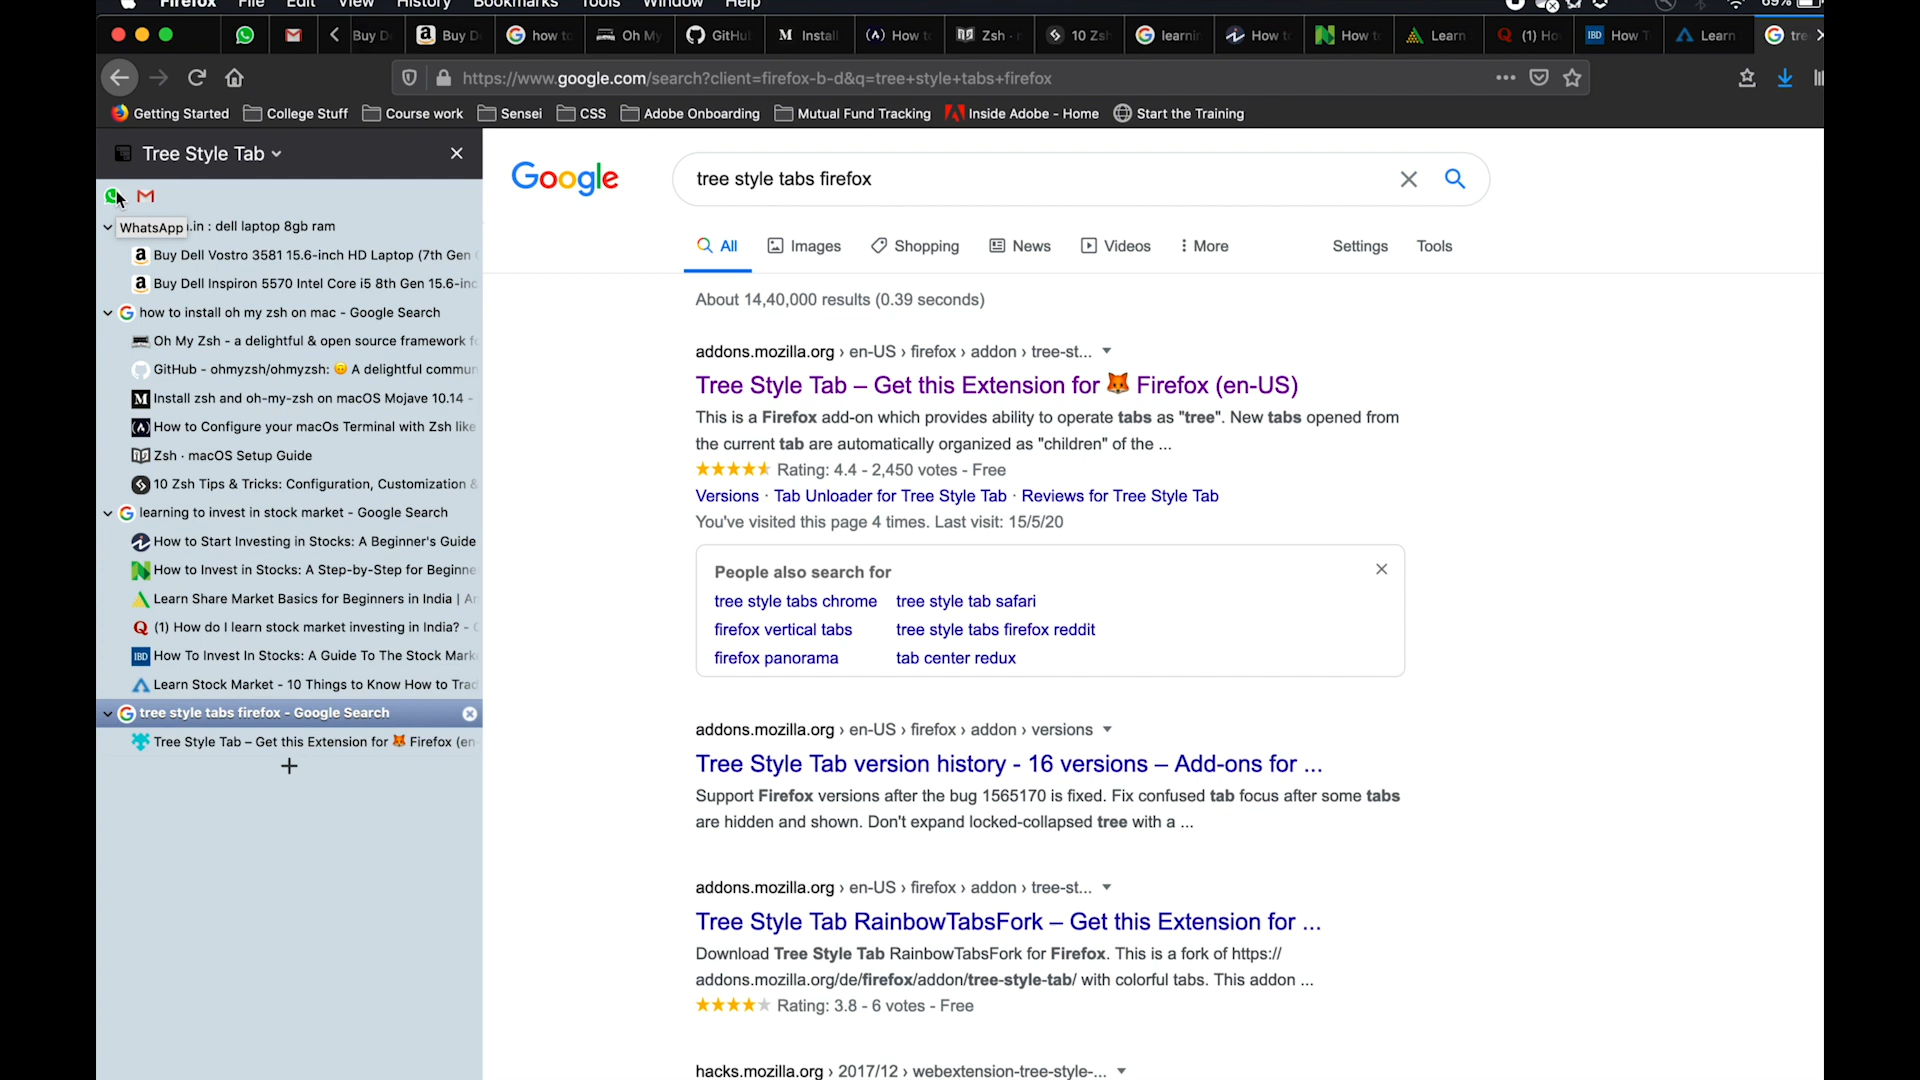 Firefox File Edit View History Bookmarks Tools Window Help 69%
Buy D Buy D how to Oh My GitHu Install How t Zsh · 10 Zs learnin How to How to Learn (1) Ho IBD How T Learn tre
https://www.google.com/search?client=firefox-b-d&q=tree+style+tabs+firefox
Getting Started College Stuff Course work Sensei CSS Adobe Onboarding Mutual Fund Tracking Inside Adobe - Home Start the Training
Tree Style Tab
WhatsApp .in : dell laptop 8gb ram
Buy Dell Vostro 3581 15.6-inch HD Laptop (7th Gen
Buy Dell Inspiron 5570 Intel Core i5 8th Gen 15.6-inc
how to install oh my zsh on mac - Google Search
Oh My Zsh - a delightful & open source framework f
GitHub - ohmyzsh/ohmyzsh: 🙃 A delightful commun
Install zsh and oh-my-zsh on macOS Mojave 10.14 -
How to Configure your macOs Terminal with Zsh like
Zsh · macOS Setup Guide
10 Zsh Tips & Tricks: Configuration, Customization &
learning to invest in stock market - Google Search
How to Start Investing in Stocks: A Beginner's Guide
How to Invest in Stocks: A Step-by-Step for Beginne
Learn Share Market Basics for Beginners in India | A
(1) How do I learn stock market investing in India? -
IBD How To Invest In Stocks: A Guide To The Stock Mark
Learn Stock Market - 10 Things to Know How to Trad
tree style tabs firefox - Google Search
Tree Style Tab – Get this Extension for 🦊 Firefox (en-
Google
tree style tabs firefox
All Images Shopping News Videos More Settings Tools
About 14,40,000 results (0.39 seconds)
addons.mozilla.org › en-US › firefox › addon › tree-st...
Tree Style Tab – Get this Extension for 🦊 Firefox (en-US)
This is a Firefox add-on which provides ability to operate tabs as "tree". New tabs opened from
the current tab are automatically organized as "children" of the ...
Rating: 4.4 - 2,450 votes - Free
Versions · Tab Unloader for Tree Style Tab · Reviews for Tree Style Tab
You've visited this page 4 times. Last visit: 15/5/20
People also search for
tree style tabs chrome tree style tab safari
firefox vertical tabs tree style tabs firefox reddit
firefox panorama tab center redux
addons.mozilla.org › en-US › firefox › addon › versions
Tree Style Tab version history - 16 versions – Add-ons for ...
Support Firefox versions after the bug 1565170 is fixed. Fix confused tab focus after some tabs
are hidden and shown. Don't expand locked-collapsed tree with a ...
addons.mozilla.org › en-US › firefox › addon › tree-st...
Tree Style Tab RainbowTabsFork – Get this Extension for ...
Download Tree Style Tab RainbowTabsFork for Firefox. This is a fork of https://
addons.mozilla.org/de/firefox/addon/tree-style-tab/ with colorful tabs. This addon ...
Rating: 3.8 - 6 votes - Free
hacks.mozilla.org › 2017/12 › webextension-tree-style-...